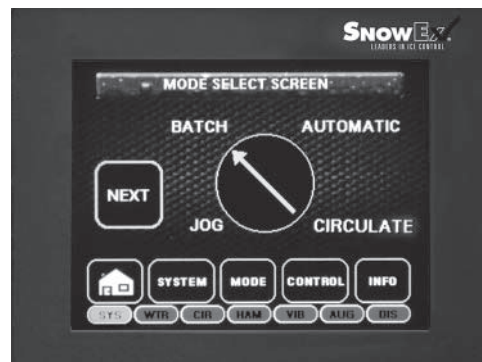 SNOWEX
LEADERS IN ICE CONTROL
MODE SELECT SCREEN
BATCH AUTOMATIC
NEXT
JOG CIRCULATE
SYSTEM MODE CONTROL INFO
SYS WTR CIR HAM VIB AUG DIS